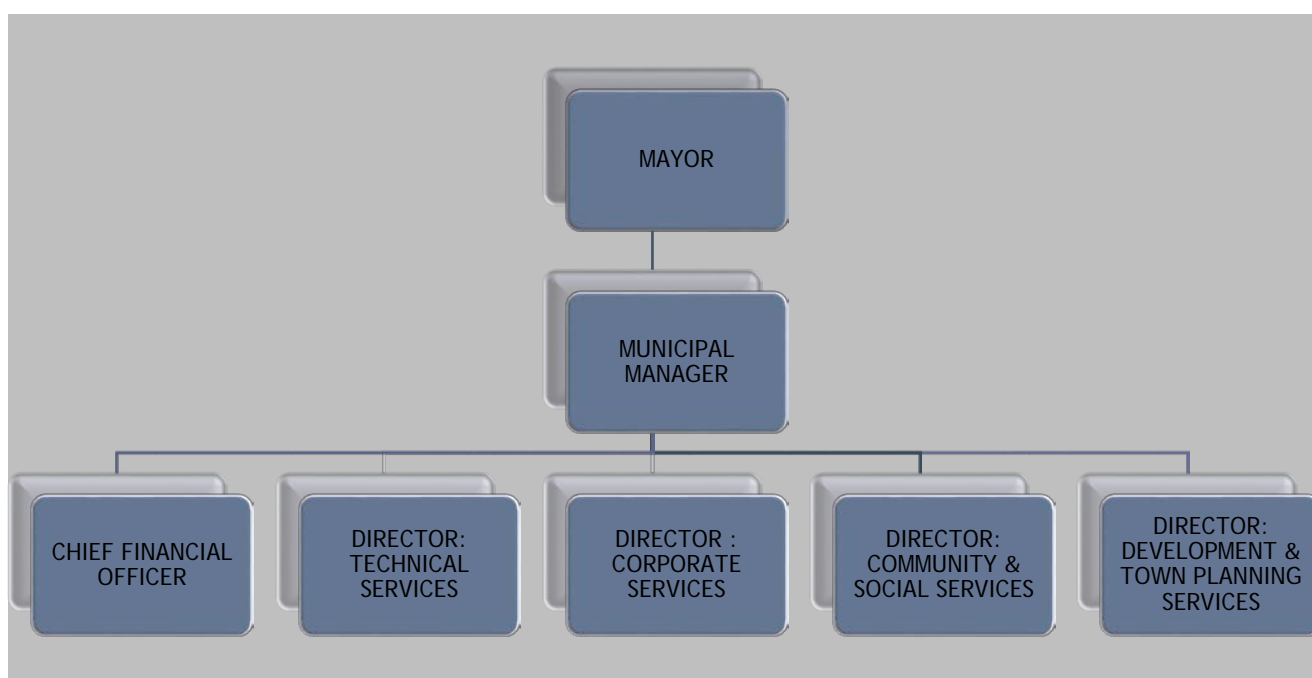 MAYOR
MUNICIPAL
MANAGER
CHIEF FINANCIAL
OFFICER
DIRECTOR:
TECHNICAL
SERVICES
DIRECTOR :
CORPORATE
SERVICES
DIRECTOR:
COMMUNITY &
SOCIAL SERVICES
DIRECTOR:
DEVELOPMENT &
TOWN PLANNING
SERVICES